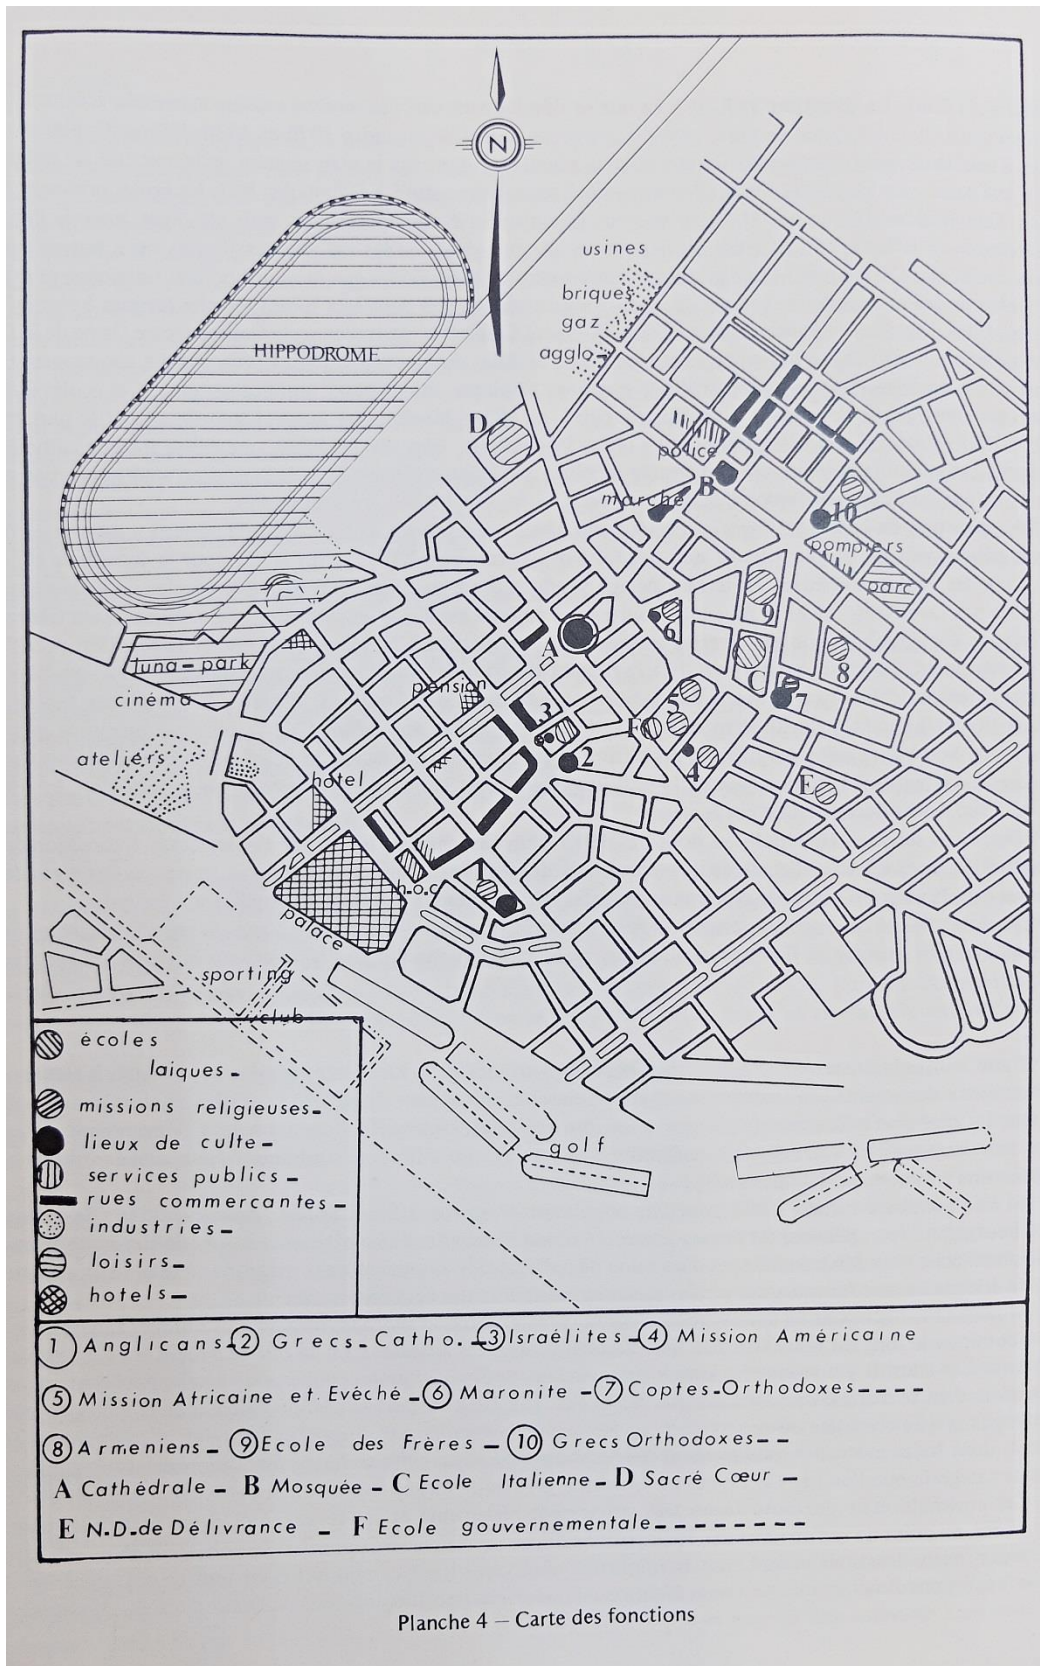 N
usines
briques
HIPPODROME
gaz
agglo-
D
police
B
marché
10
pompiers
parc
9
6
A
8
luna-park
C
pension
cinéma
5
7
3
F
ateliers
2
4
hotel
E
1
h.o.c
palace
sporting
club
golf
écoles
laiques-
missions religieuses-
lieux de culte-
services publics-
rues commercantes-
industries-
loisirs-
hotels-
1 Anglicans-2 Grecs-Catho.-3 Israélites-4 Mission Américaine
5 Mission Africaine et Evéché-6 Maronite-7 Coptes-Orthodoxes----
8 Armeniens-9 Ecole des Frères-10 Grecs Orthodoxes--
A Cathédrale-B Mosquée-C Ecole Italienne-D Sacré Cœur-
E N.D.de Délivrance-F Ecole gouvernementale--------
Planche 4 — Carte des fonctions